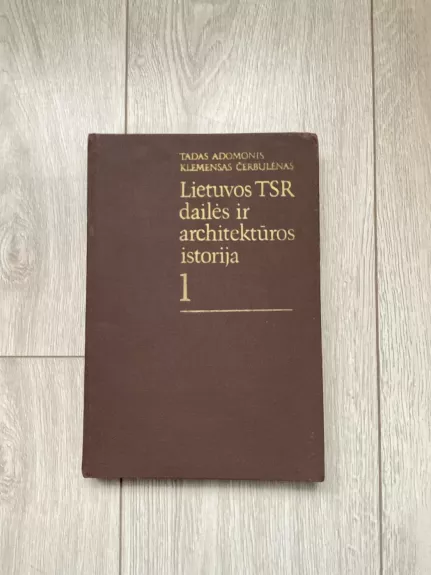 TADAS ADOMONIS
KLEMENSAS ČERBULĖNAS
Lietuvos TSR
dailės ir
architektūros
istorija
1